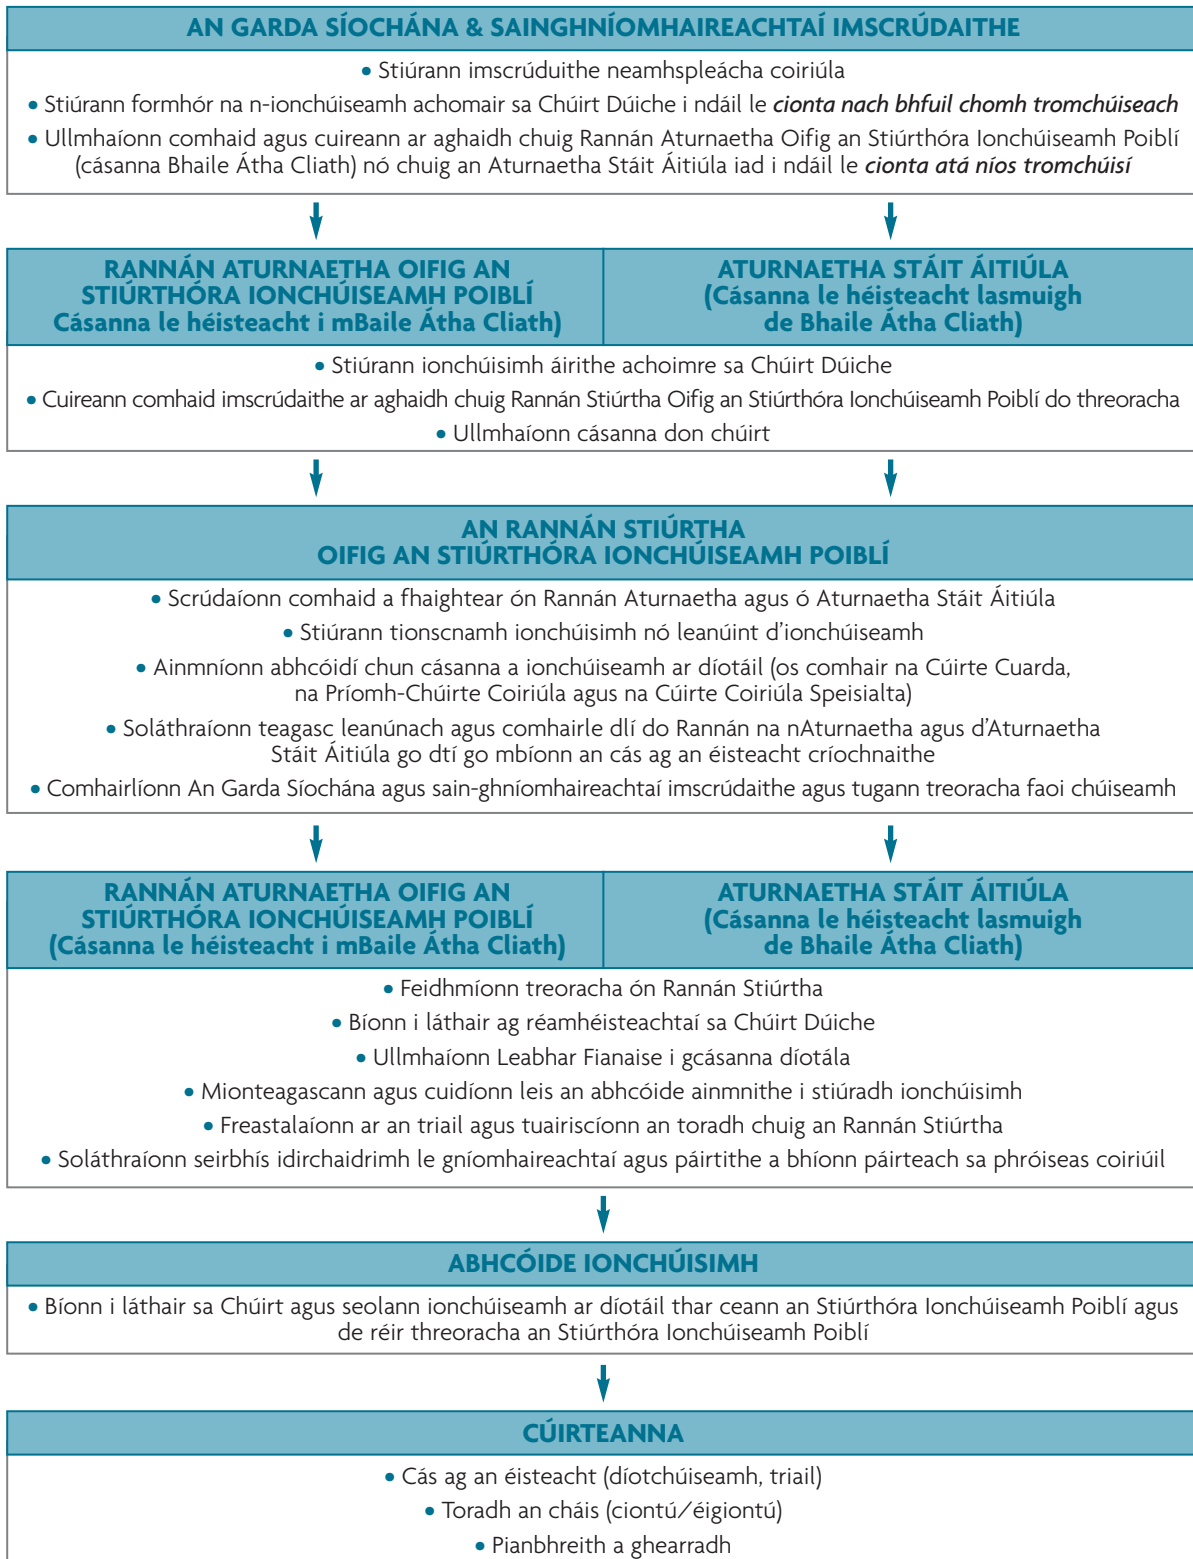 AN GARDA SÍOCHÁNA & SAINGHNÍOMHAIREACHTAÍ IMSCRÚDAITHE
• Stiúrann imscrúduithe neamhspleácha coiriúla
• Stiúrann formhór na n-ionchúiseamh achomair sa Chúirt Dúiche i ndáil le cionta nach bhfuil chomh tromchúiseach
• Ullmhaíonn comhaid agus cuireann ar aghaidh chuig Rannán Aturnaetha Oifig an Stiúrthóra Ionchúiseamh Poiblí
(cásanna Bhaile Átha Cliath) nó chuig an Aturnaetha Stáit Áitiúla iad i ndáil le cionta atá níos tromchúisí
RANNÁN ATURNAETHA OIFIG AN
STIÚRTHÓRA IONCHÚISEAMH POIBLÍ
Cásanna le héisteacht i mBaile Átha Cliath)
ATURNAETHA STÁIT ÁITIÚLA
(Cásanna le héisteacht lasmuigh
de Bhaile Átha Cliath)
• Stiúrann ionchúisimh áirithe achoimre sa Chúirt Dúiche
• Cuireann comhaid imscrúdaithe ar aghaidh chuig Rannán Stiúrtha Oifig an Stiúrthóra Ionchúiseamh Poiblí do threoracha
• Ullmhaíonn cásanna don chúirt
AN RANNÁN STIÚRTHA
OIFIG AN STIÚRTHÓRA IONCHÚISEAMH POIBLÍ
• Scrúdaíonn comhaid a fhaightear ón Rannán Aturnaetha agus ó Aturnaetha Stáit Áitiúla
• Stiúrann tionscnamh ionchúisimh nó leanúint d'ionchúiseamh
• Ainmníonn abhcóidí chun cásanna a ionchúiseamh ar díotáil (os comhair na Cúirte Cuarda,
na Príomh-Chúirte Coiriúla agus na Cúirte Coiriúla Speisialta)
• Soláthraíonn teagasc leanúnach agus comhairle dlí do Rannán na nAturnaetha agus d'Aturnaetha
Stáit Áitiúla go dtí go mbíonn an cás ag an éisteacht críochnaithe
• Comhairlíonn An Garda Síochána agus sain-ghníomhaireachtaí imscrúdaithe agus tugann treoracha faoi chúiseamh
RANNÁN ATURNAETHA OIFIG AN
STIÚRTHÓRA IONCHÚISEAMH POIBLÍ
(Cásanna le héisteacht i mBaile Átha Cliath)
ATURNAETHA STÁIT ÁITIÚLA
(Cásanna le héisteacht lasmuigh
de Bhaile Átha Cliath)
• Feidhmíonn treoracha ón Rannán Stiúrtha
• Bíonn i láthair ag réamhéisteachtaí sa Chúirt Dúiche
• Ullmhaíonn Leabhar Fianaise i gcásanna díotála
• Mionteagascann agus cuidíonn leis an abhcóide ainmnithe i stiúradh ionchúisimh
• Freastalaíonn ar an triail agus tuairiscíonn an toradh chuig an Rannán Stiúrtha
• Soláthraíonn seirbhís idirchaidrimh le gníomhaireachtaí agus páirtithe a bhíonn páirteach sa phróiseas coiriúil
ABHCÓIDE IONCHÚISIMH
• Bíonn i láthair sa Chúirt agus seolann ionchúiseamh ar díotáil thar ceann an Stiúrthóra Ionchúiseamh Poiblí agus
de réir threoracha an Stiúrthóra Ionchúiseamh Poiblí
CÚIRTEANNA
• Cás ag an éisteacht (díotchúiseamh, triail)
• Toradh an cháis (ciontú/éigiontú)
• Pianbhreith a ghearradh